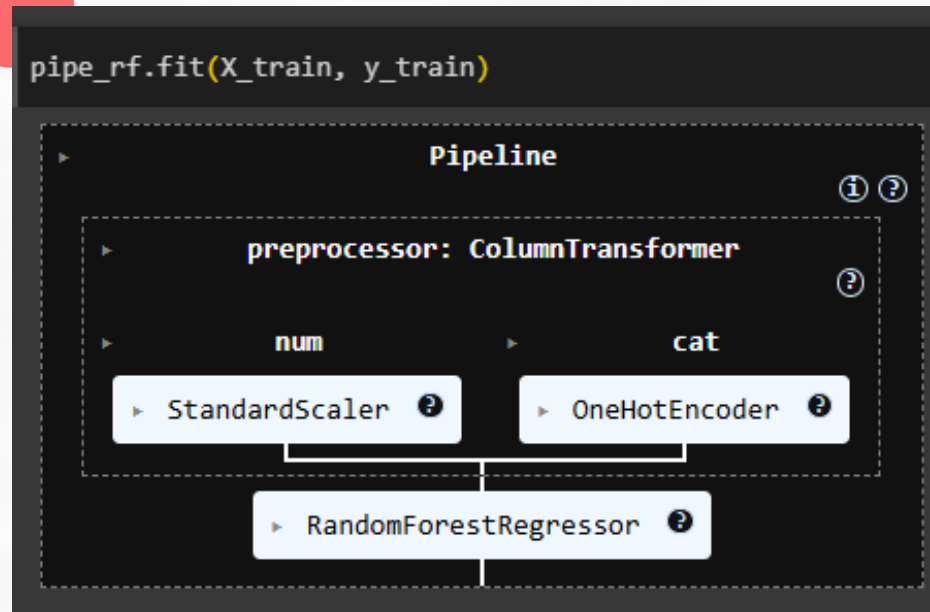 pipe_rf.fit(X_train, y_train)
Pipeline
i ?
preprocessor: ColumnTransformer
?
num cat
StandardScaler ? OneHotEncoder ?
RandomForestRegressor ?